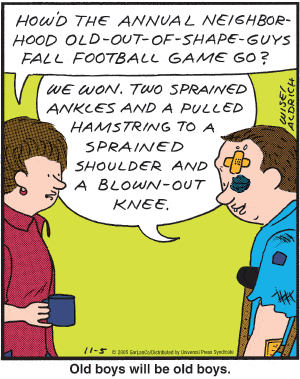 HOW'D THE ANNUAL NEIGHBOR-
HOOD OLD-OUT-OF-SHAPE-GUYS
FALL FOOTBALL GAME GO?
WE WON. TWO SPRAINED
ANKLES AND A PULLED
HAMSTRING TO A
SPRAINED
SHOULDER AND
A BLOWN-OUT
KNEE.
WISE/
ALDRICH
11-5 © 2005 GarLanCo/Distributed by Universal Press Syndicate
Old boys will be old boys.